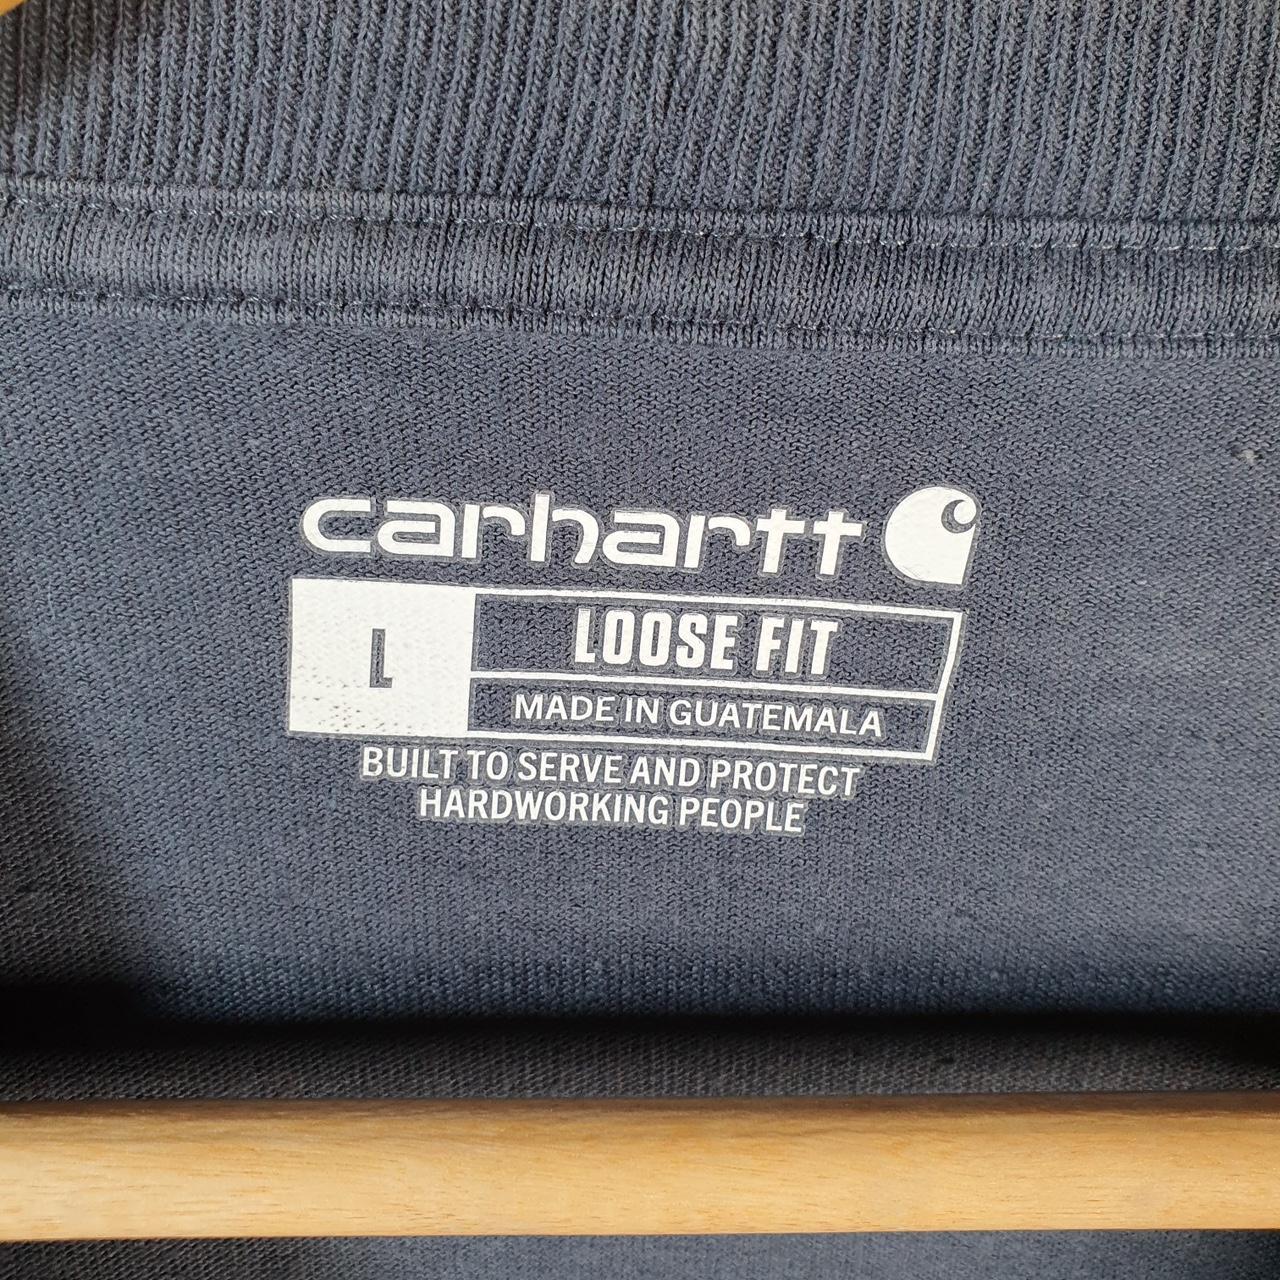 carhartt
L
LOOSE FIT
MADE IN GUATEMALA
BUILT TO SERVE AND PROTECT
HARDWORKING PEOPLE